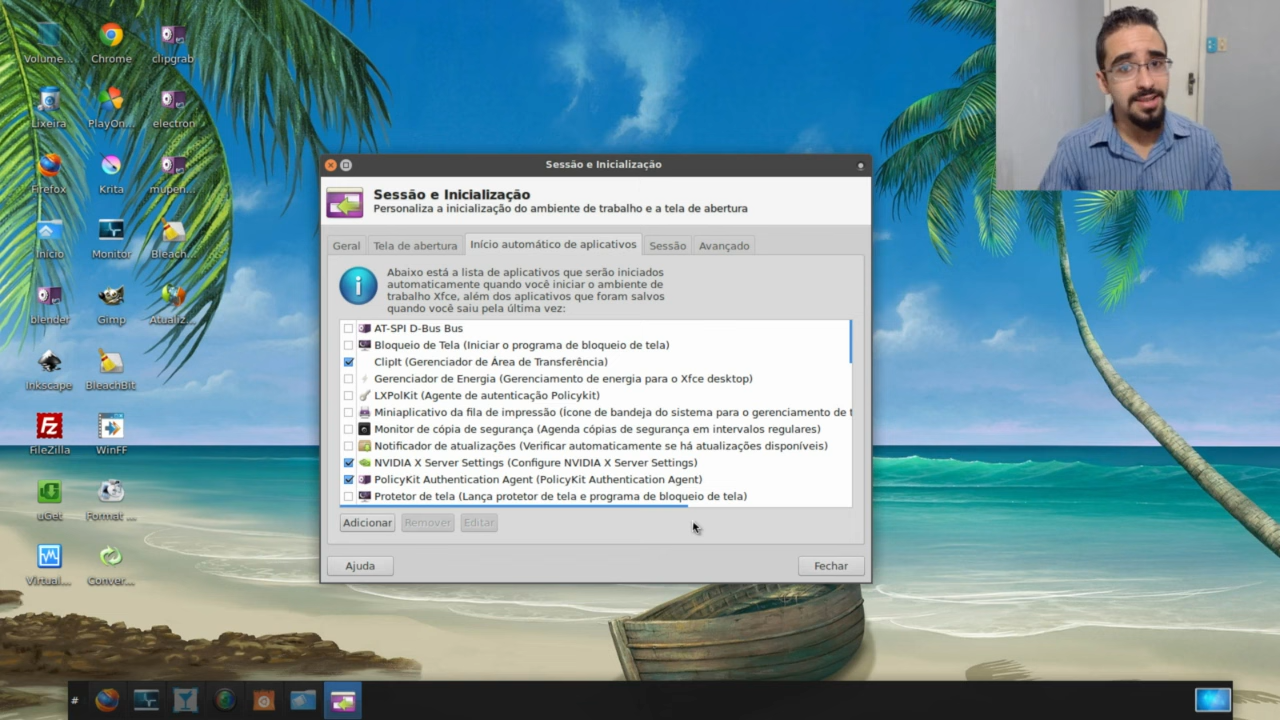 Volume...
Chrome
clipgrab
Lixeira
PlayOn...
electron
Firefox
Krita
mupen...
Início
Monitor
Bleach...
blender
Gimp
Atualiz...
Inkscape
BleachBit
FileZilla
WinFF
uGet
Format ...
Virtual...
Conver...
Sessão e Inicialização
Sessão e Inicialização
Personaliza a inicialização do ambiente de trabalho e a tela de abertura
Geral
Tela de abertura
Início automático de aplicativos
Sessão
Avançado
Abaixo está a lista de aplicativos que serão iniciados
automaticamente quando você iniciar o ambiente de
trabalho Xfce, além dos aplicativos que foram salvos
quando você saiu pela última vez:
AT-SPI D-Bus Bus
Bloqueio de Tela (Iniciar o programa de bloqueio de tela)
ClipIt (Gerenciador de Área de Transferência)
Gerenciador de Energia (Gerenciamento de energia para o Xfce desktop)
LXPolKit (Agente de autenticação Policykit)
Miniaplicativo da fila de impressão (Ícone de bandeja do sistema para o gerenciamento de t
Monitor de cópia de segurança (Agenda cópias de segurança em intervalos regulares)
Notificador de atualizações (Verificar automaticamente se há atualizações disponíveis)
NVIDIA X Server Settings (Configure NVIDIA X Server Settings)
PolicyKit Authentication Agent (PolicyKit Authentication Agent)
Protetor de tela (Lança protetor de tela e programa de bloqueio de tela)
Adicionar
Remover
Editar
Ajuda
Fechar
#